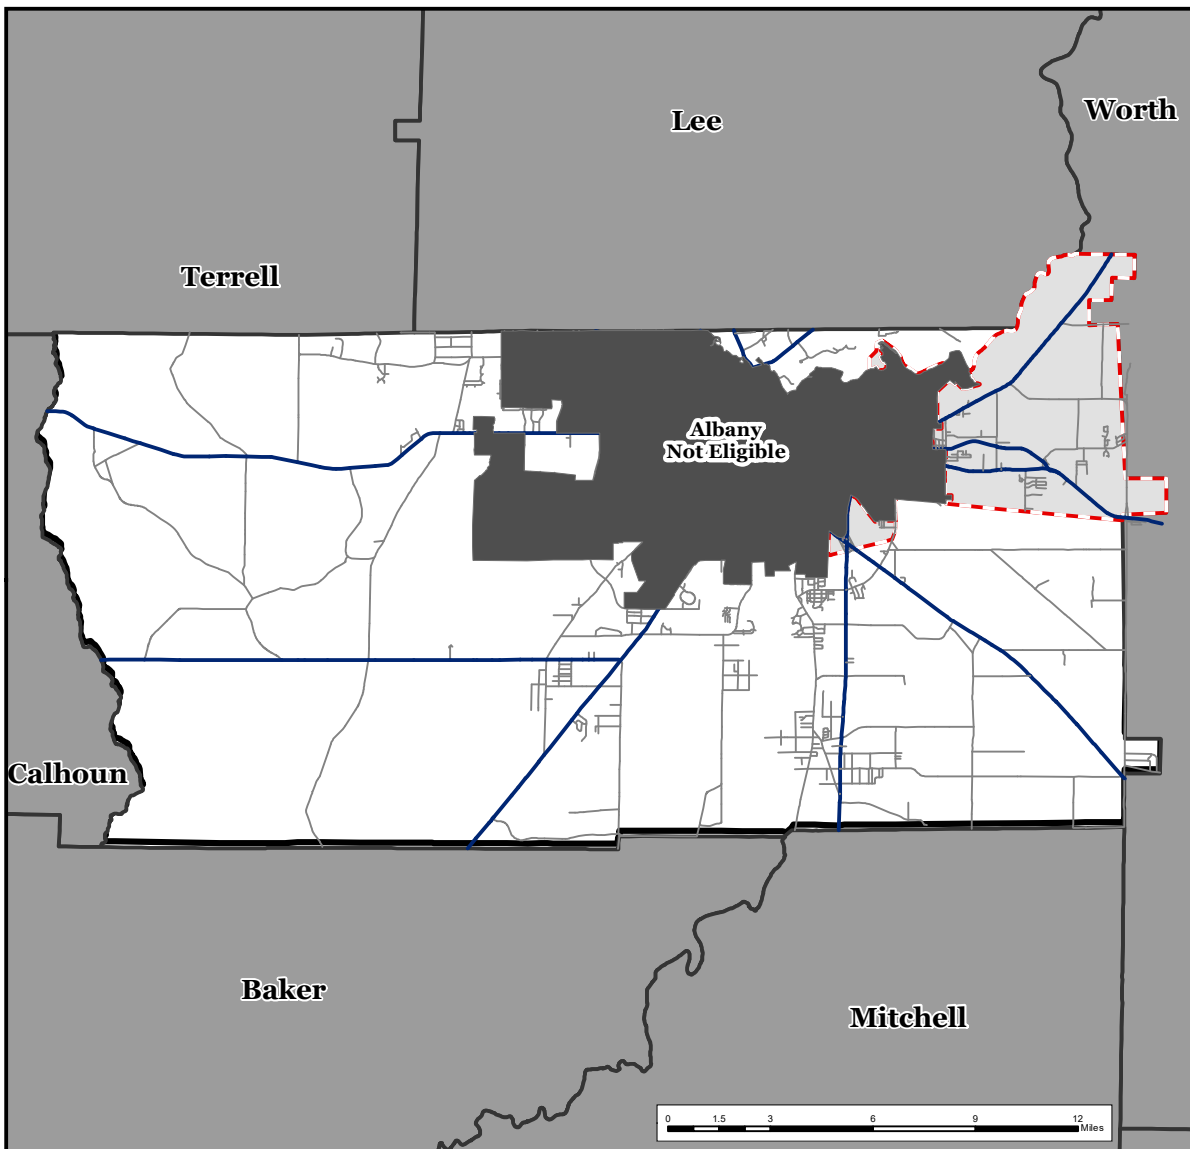 Lee
Worth
Terrell
Albany
Not Eligible
Calhoun
Baker
Mitchell
0 1.5 3 6 9 12
Miles